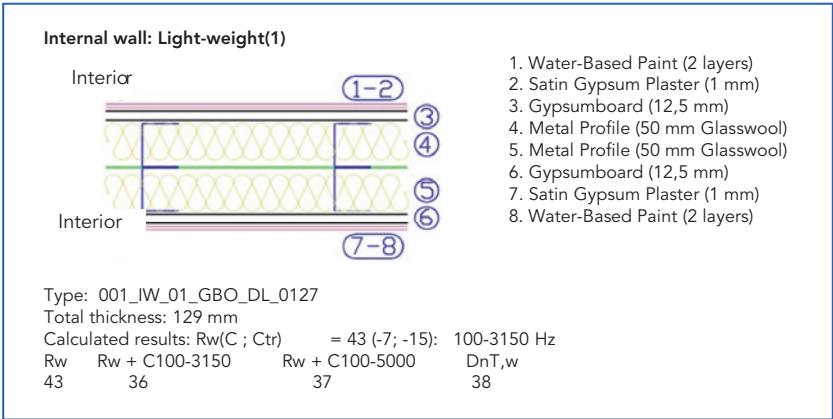 Internal wall: Light-weight(1)
Interior
1-2
3
4
5
6
Interior
7-8
1. Water-Based Paint (2 layers)
2. Satin Gypsum Plaster (1 mm)
3. Gypsumboard (12,5 mm)
4. Metal Profile (50 mm Glasswool)
5. Metal Profile (50 mm Glasswool)
6. Gypsumboard (12,5 mm)
7. Satin Gypsum Plaster (1 mm)
8. Water-Based Paint (2 layers)
Type: 001_IW_01_GBO_DL_0127
Total thickness: 129 mm
Calculated results: Rw(C ; Ctr) = 43 (-7; -15): 100-3150 Hz
Rw Rw + C100-3150 Rw + C100-5000 DnT,w
43 36 37 38